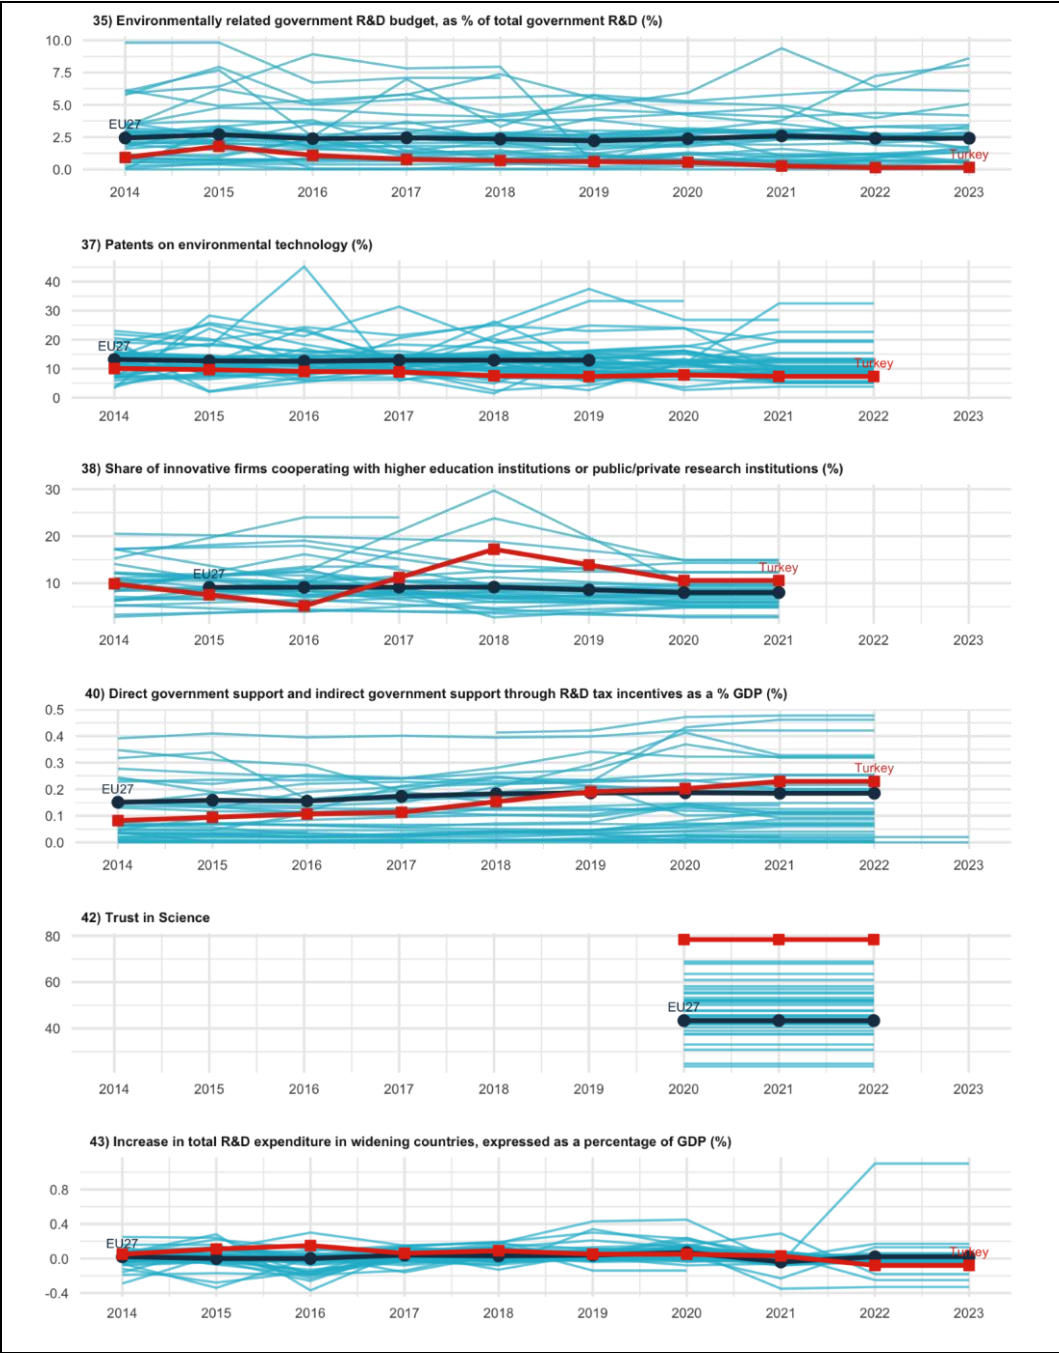 35) Environmentally related government R&D budget, as % of total government R&D (%)
10.0
7.5
5.0
2.5
0.0
EU27
Turkey
2014 2015 2016 2017 2018 2019 2020 2021 2022 2023
37) Patents on environmental technology (%)
40
30
20
10
0
EU27
Turkey
2014 2015 2016 2017 2018 2019 2020 2021 2022 2023
38) Share of innovative firms cooperating with higher education institutions or public/private research institutions (%)
30
20
10
EU27
Turkey
2014 2015 2016 2017 2018 2019 2020 2021 2022 2023
40) Direct government support and indirect government support through R&D tax incentives as a % GDP (%)
0.5
0.4
0.3
0.2
0.1
0.0
EU27
Turkey
2014 2015 2016 2017 2018 2019 2020 2021 2022 2023
42) Trust in Science
80
60
40
EU27
2014 2015 2016 2017 2018 2019 2020 2021 2022 2023
43) Increase in total R&D expenditure in widening countries, expressed as a percentage of GDP (%)
0.8
0.4
0.0
-0.4
EU27
Turkey
2014 2015 2016 2017 2018 2019 2020 2021 2022 2023